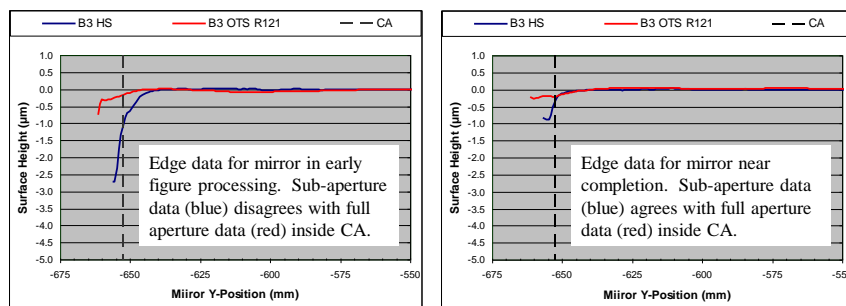 B3 HS B3 OTS R121 CA
1.0
0.5
0.0
-0.5
-1.0
-1.5
-2.0
-2.5
-3.0
-3.5
-4.0
-4.5
-5.0
Surface Height (µm)
Edge data for mirror in early
figure processing. Sub-aperture
data (blue) disagrees with full
aperture data (red) inside CA.
-675 -650 -625 -600 -575 -550
Miiror Y-Position (mm)
B3 HS B3 OTS R121 CA
1.0
0.5
0.0
-0.5
-1.0
-1.5
-2.0
-2.5
-3.0
-3.5
-4.0
-4.5
-5.0
Surface Height (µm)
Edge data for mirror near
completion. Sub-aperture data
(blue) agrees with full aperture
data (red) inside CA.
-675 -650 -625 -600 -575 -550
Miiror Y-Position (mm)